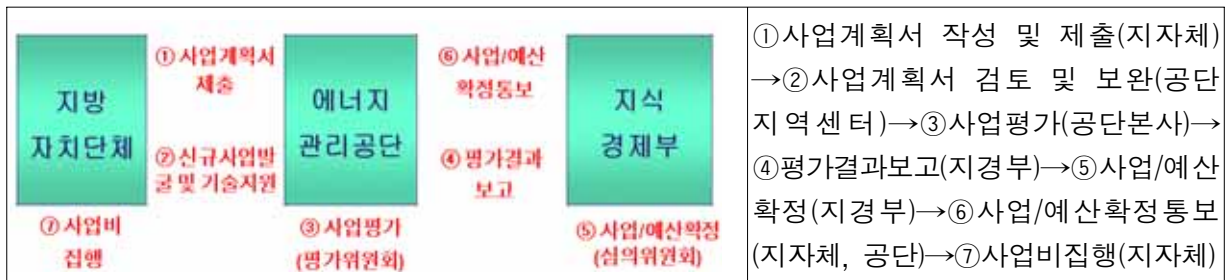 ① 사업계획서
제출
⑥ 사업/예산
확정통보
지방
자치단체
에너지
관리공단
지식
경제부
② 신규사업발
굴 및 기술지원
④ 평가결과
보고
⑦ 사업비
집행
③ 사업평가
(평가위원회)
⑤ 사업/예산확정
(심의위원회)
①사업계획서 작성 및 제출(지자체)
→②사업계획서 검토 및 보완(공단
지역센터)→③사업평가(공단본사)→
④평가결과보고(지경부)→⑤사업/예산
확정(지경부)→⑥사업/예산확정통보
(지자체, 공단)→⑦사업비집행(지자체)